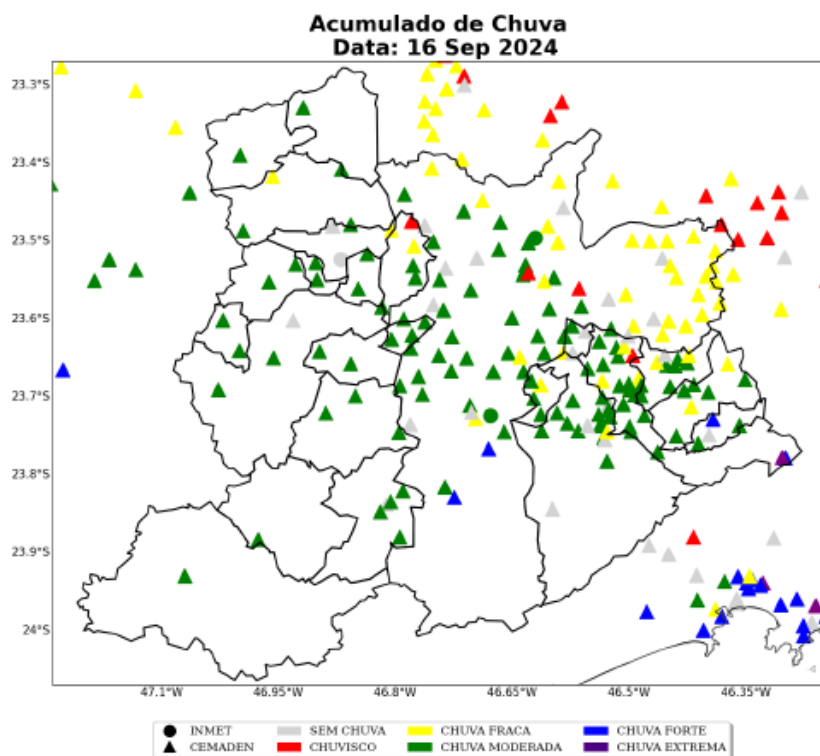 Acumulado de Chuva
Data: 16 Sep 2024
23.3°S
23.4°S
23.5°S
23.6°S
23.7°S
23.8°S
23.9°S
24°S
47.1°W 46.95°W 46.8°W 46.65°W 46.5°W 46.35°W
INMET SEM CHUVA CHUVA FRACA CHUVA FORTE
CEMADEN CHUVISCO CHUVA MODERADA CHUVA EXTREMA